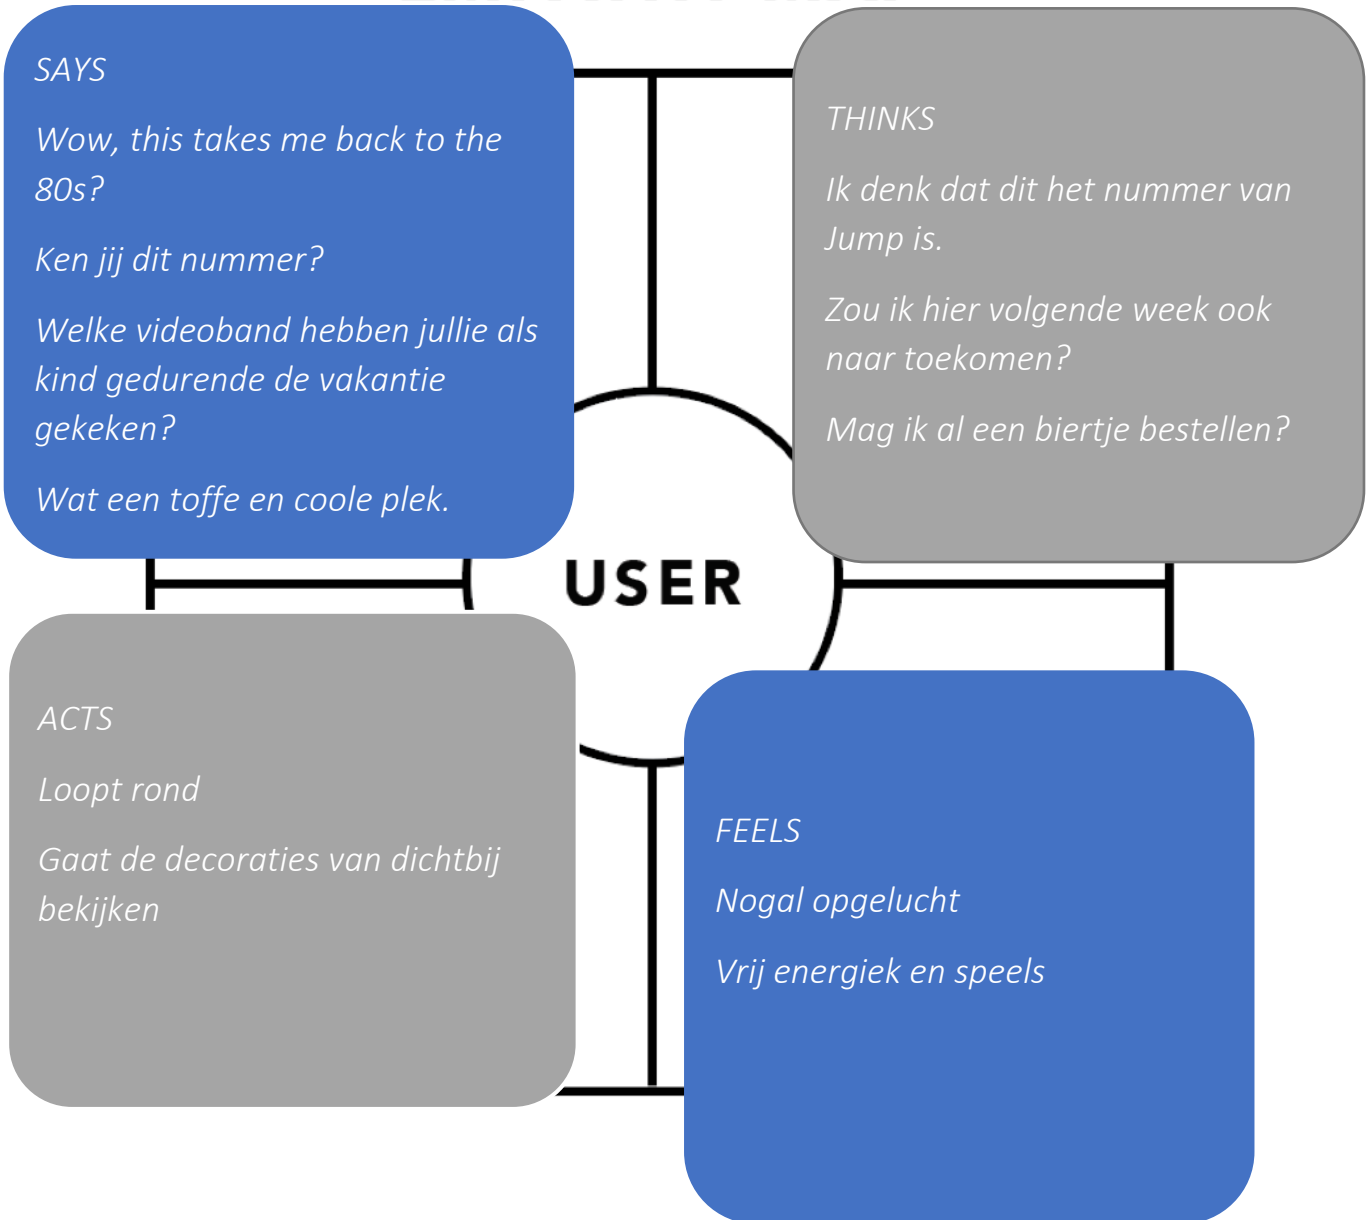 SAYS
Wow, this takes me back to the
80s?
Ken jij dit nummer?
Welke videoband hebben jullie als
kind gedurende de vakantie
gekeken?
Wat een toffe en coole plek.
THINKS
Ik denk dat dit het nummer van
Jump is.
Zou ik hier volgende week ook
naar toekomen?
Mag ik al een biertje bestellen?
USER
ACTS
Loopt rond
Gaat de decoraties van dichtbij
bekijken
FEELS
Nogal opgelucht
Vrij energiek en speels